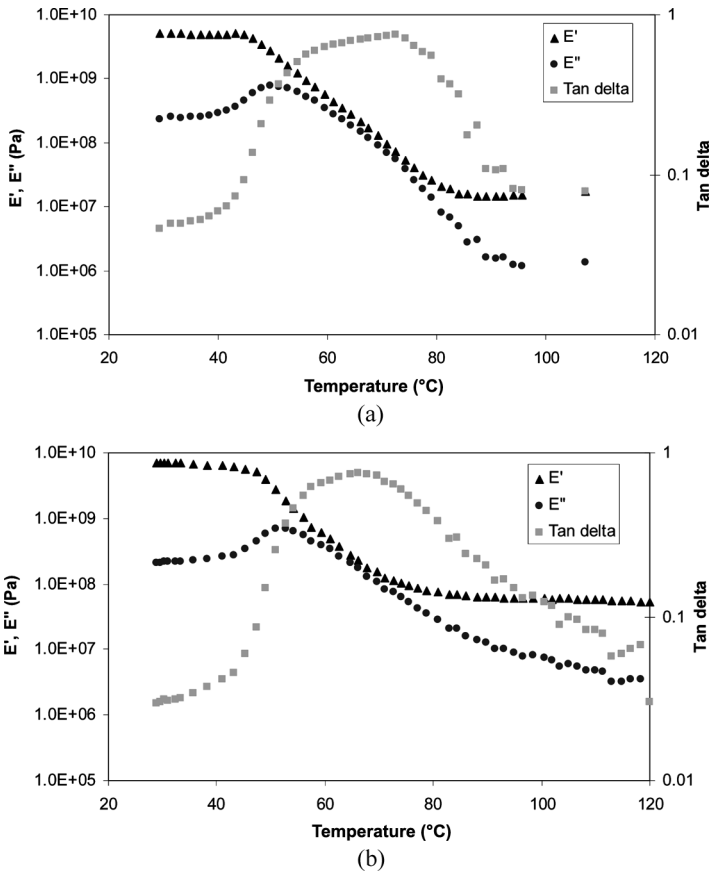 1.0E+10
1.0E+09
1.0E+08
1.0E+07
1.0E+06
1.0E+05
E', E" (Pa)
1
0.1
0.01
Tan delta
E'
E"
Tan delta
20 40 60 80 100 120
Temperature (°C)
(a)
1.0E+10
1.0E+09
1.0E+08
1.0E+07
1.0E+06
1.0E+05
E', E" (Pa)
1
0.1
0.01
Tan delta
E'
E"
Tan delta
20 40 60 80 100 120
Temperature (°C)
(b)